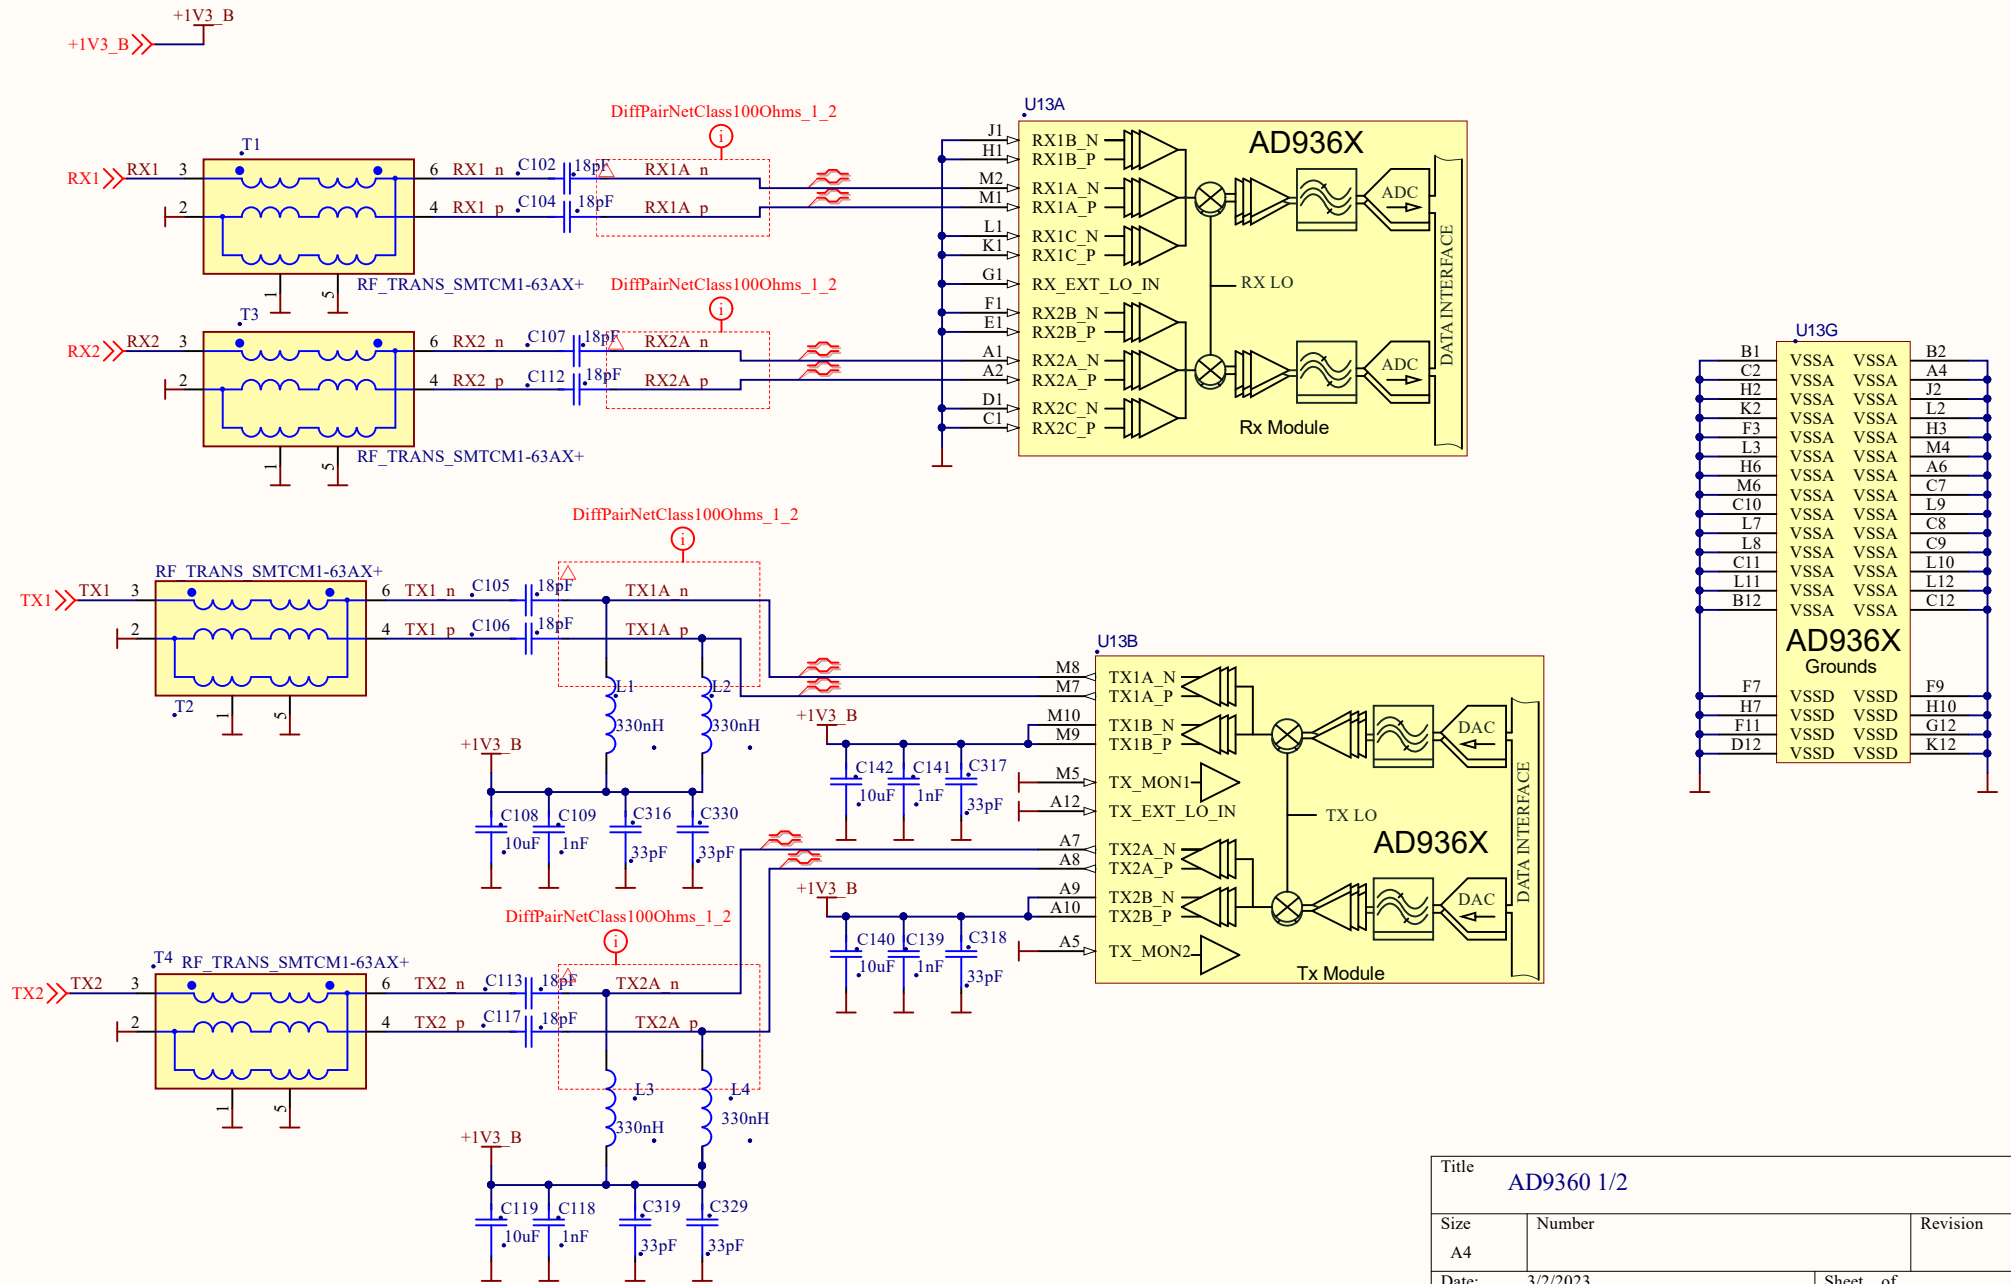 +1V3_B
+1V3_B
DiffPairNetClass100Ohms_1_2
i
T1
RX1
RX1
3
2
6
4
1
5
RX1_n
RX1_p
C102
18pF
C104
18pF
RX1A_n
RX1A_p
RF_TRANS_SMTCM1-63AX+
DiffPairNetClass100Ohms_1_2
i
T3
RX2
RX2
3
2
6
4
1
5
RX2_n
RX2_p
C107
18pF
C112
18pF
RX2A_n
RX2A_p
RF_TRANS_SMTCM1-63AX+
U13A
AD936X
J1 RX1B_N
H1 RX1B_P
M2 RX1A_N
M1 RX1A_P
L1 RX1C_N
K1 RX1C_P
G1 RX_EXT_LO_IN
F1 RX2B_N
E1 RX2B_P
A1 RX2A_N
A2 RX2A_P
D1 RX2C_N
C1 RX2C_P
RX LO
ADC
ADC
DATA INTERFACE
Rx Module
DiffPairNetClass100Ohms_1_2
i
RF_TRANS_SMTCM1-63AX+
TX1
TX1
3
2
6
4
1
5
T2
TX1_n
TX1_p
C105
18pF
C106
18pF
TX1A_n
TX1A_p
L1
330nH
L2
330nH
+1V3_B
C108
10uF
C109
1nF
C316
33pF
C330
33pF
+1V3_B
C142
10uF
C141
1nF
C317
33pF
+1V3_B
C140
10uF
C139
1nF
C318
33pF
U13B
M8 TX1A_N
M7 TX1A_P
M10 TX1B_N
M9 TX1B_P
M5 TX_MON1
A12 TX_EXT_LO_IN
A7 TX2A_N
A8 TX2A_P
A9 TX2B_N
A10 TX2B_P
A5 TX_MON2
TX LO
AD936X
DAC
DAC
DATA INTERFACE
Tx Module
DiffPairNetClass100Ohms_1_2
i
T4
RF_TRANS_SMTCM1-63AX+
TX2
TX2
3
2
6
4
1
5
TX2_n
TX2_p
C113
18pF
C117
18pF
TX2A_n
TX2A_p
L3
330nH
L4
330nH
+1V3_B
C119
10uF
C118
1nF
C319
33pF
C329
33pF
U13G
B1 VSSA VSSA B2
C2 VSSA VSSA A4
H2 VSSA VSSA J2
K2 VSSA VSSA L2
F3 VSSA VSSA H3
L3 VSSA VSSA M4
H6 VSSA VSSA A6
M6 VSSA VSSA C7
C10 VSSA VSSA L9
L7 VSSA VSSA C8
L8 VSSA VSSA C9
C11 VSSA VSSA L10
L11 VSSA VSSA L12
B12 VSSA VSSA C12
AD936X
Grounds
F7 VSSD VSSD F9
H7 VSSD VSSD H10
F11 VSSD VSSD G12
D12 VSSD VSSD K12
Title
AD9360 1/2
Size
A4
Number
Revision
Date: 3/2/2023
Sheet of